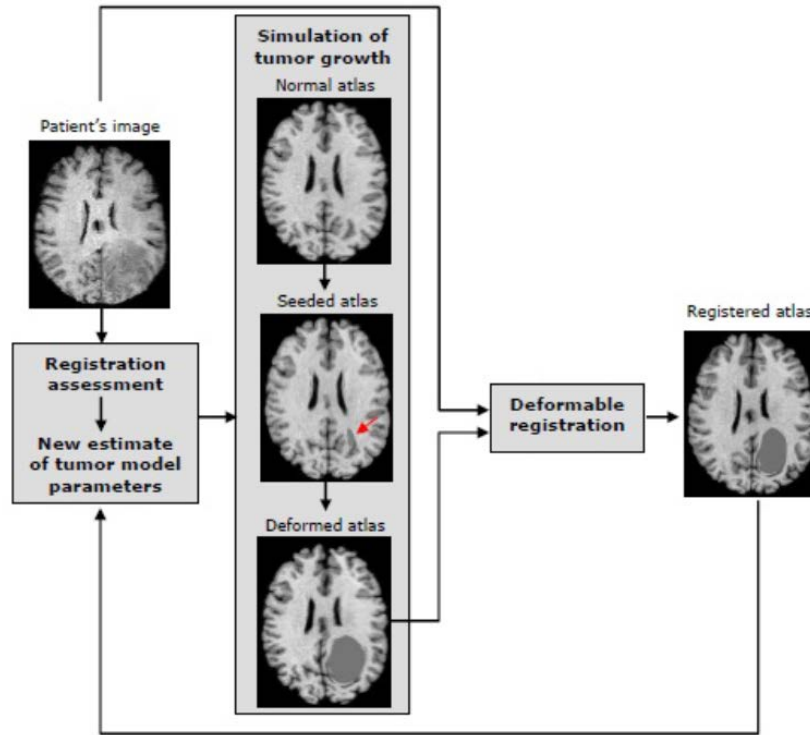 Simulation of
tumor growth
Normal atlas
Patient's image
Seeded atlas
Registered atlas
Registration
assessment
New estimate
of tumor model
parameters
Deformable
registration
Deformed atlas